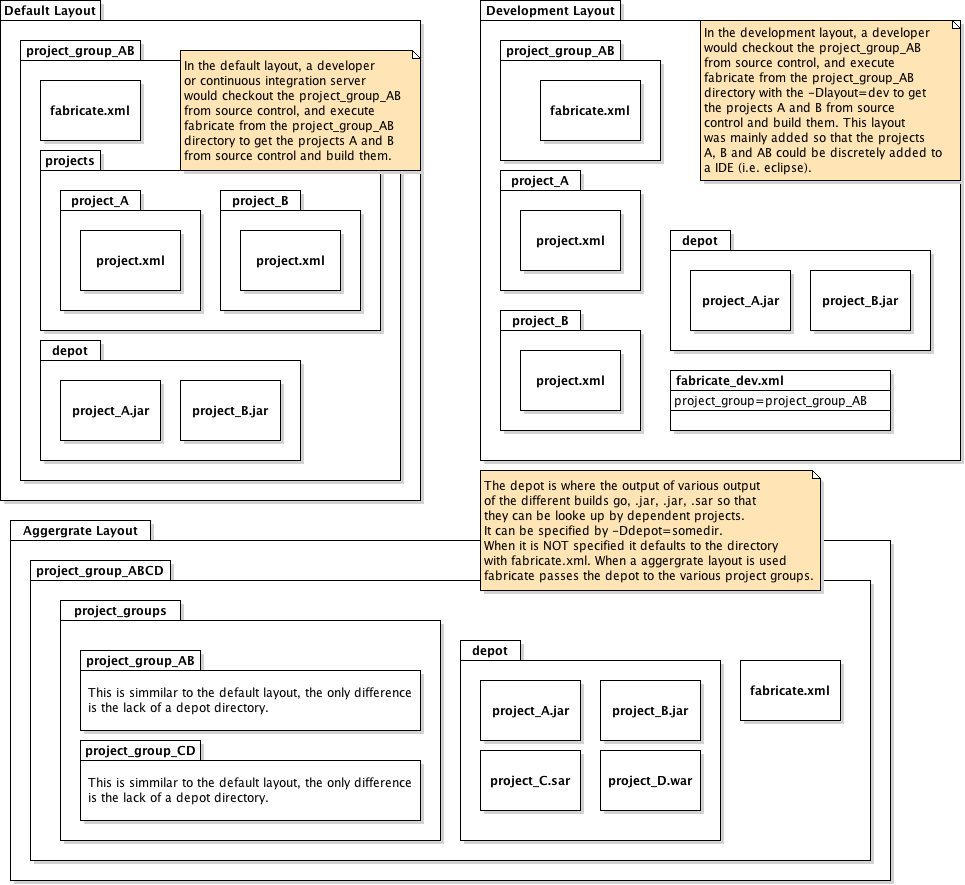 Default Layout
project_group_AB
In the default layout, a developer
or continuous integration server
would checkout the project_group_AB
from source control, and execute
fabricate from the project_group_AB
directory to get the projects A and B
from source control and build them.
fabricate.xml
projects
project_A
project.xml
project_B
project.xml
depot
project_A.jar
project_B.jar
Development Layout
project_group_AB
fabricate.xml
In the development layout, a developer
would checkout the project_group_AB
from source control, and execute
fabricate from the project_group_AB
directory with the -Dlayout=dev to get
the projects A and B from source
control and build them. This layout
was mainly added so that the projects
A, B and AB could be discretely added to
a IDE (i.e. eclipse).
project_A
project.xml
project_B
project.xml
depot
project_A.jar
project_B.jar
fabricate_dev.xml
project_group=project_group_AB
The depot is where the output of various output
of the different builds go, .jar, .jar, .sar so that
they can be looke up by dependent projects.
It can be specified by -Ddepot=somedir.
When it is NOT specified it defaults to the directory
with fabricate.xml. When a aggergrate layout is used
fabricate passes the depot to the various project groups.
Aggergrate Layout
project_group_ABCD
project_groups
project_group_AB
This is simmilar to the default layout, the only difference
is the lack of a depot directory.
project_group_CD
This is simmilar to the default layout, the only difference
is the lack of a depot directory.
depot
project_A.jar
project_B.jar
project_C.sar
project_D.war
fabricate.xml